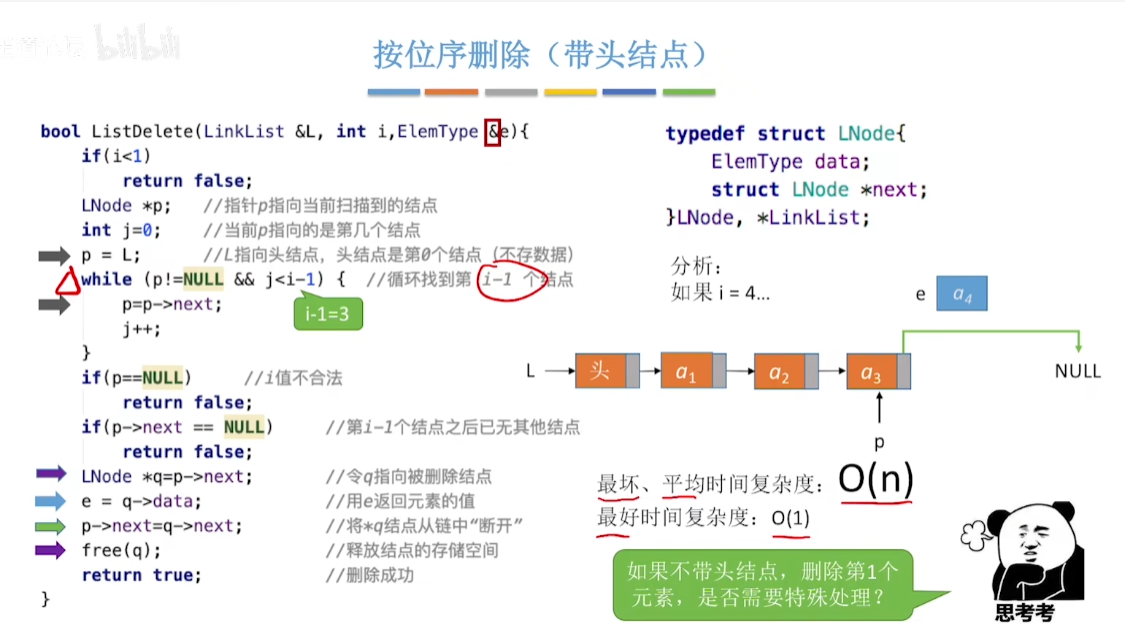 bilibili
按位序删除（带头结点）
bool ListDelete(LinkList &L, int i,ElemType &e){
if(i<1)
return false;
LNode *p; //指针p指向当前扫描到的结点
int j=0; //当前p指向的是第几个结点
p = L; //L指向头结点，头结点是第0个结点（不存数据）
while (p!=NULL && j<i-1) { //循环找到第 i-1 个结点
p=p->next;
i-1=3
j++;
}
if(p==NULL) //i值不合法
return false;
if(p->next == NULL) //第i-1个结点之后已无其他结点
return false;
LNode *q=p->next; //令q指向被删除结点
e = q->data; //用e返回元素的值
p->next=q->next; //将*q结点从链中“断开”
free(q); //释放结点的存储空间
return true; //删除成功
}
typedef struct LNode{
ElemType data;
struct LNode *next;
}LNode, *LinkList;
分析：
如果 i = 4…
e a4
L 头 a1 a2 a3 NULL
p
最坏、平均时间复杂度：O(n)
最好时间复杂度：O(1)
如果不带头结点，删除第1个
元素，是否需要特殊处理？
思考考